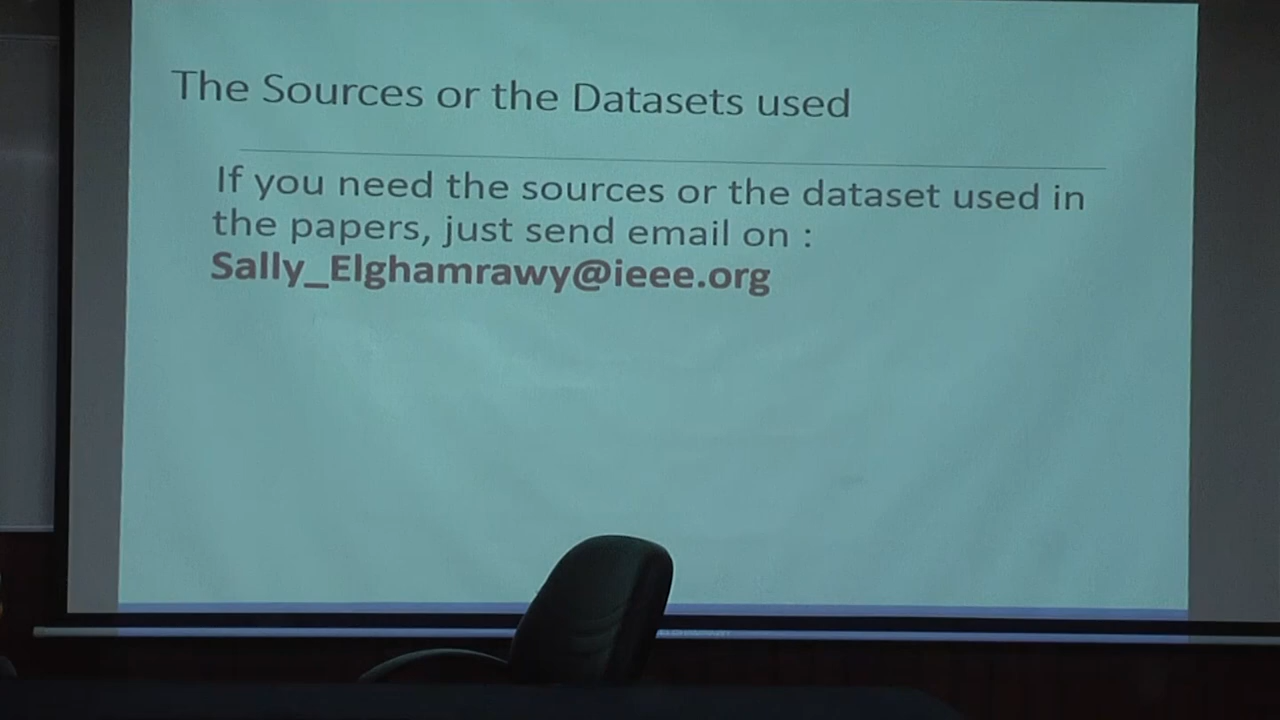 The Sources or the Datasets used
If you need the sources or the dataset used in
the papers, just send email on :
Sally_Elghamrawy@ieee.org